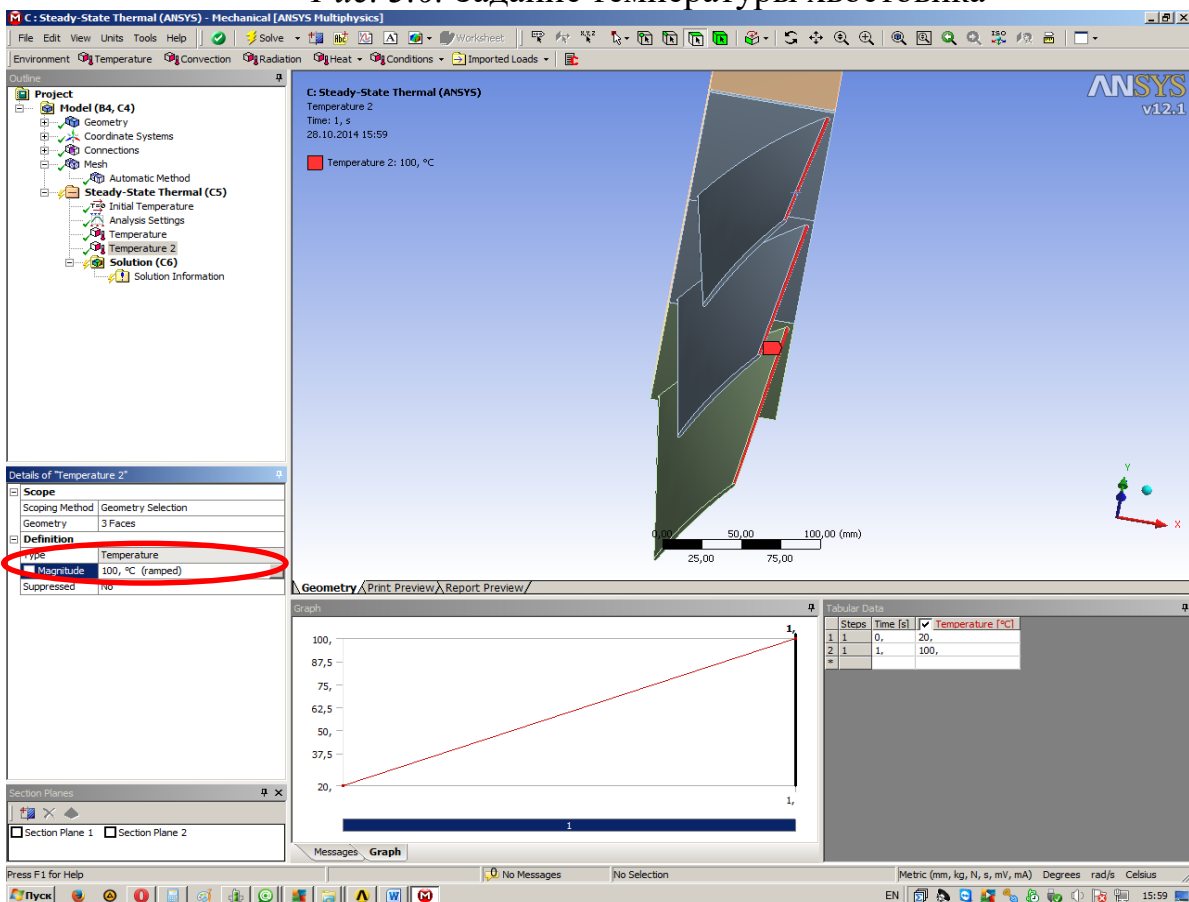 Рис. 3.6. Задание температуры хвостовика
C : Steady-State Thermal (ANSYS) - Mechanical [ANSYS Multiphysics]
File Edit View Units Tools Help Solve Worksheet
Environment Temperature Convection Radiation Heat Conditions Imported Loads
Outline
Project
Model (B4, C4)
Geometry
Coordinate Systems
Connections
Mesh
Automatic Method
Steady-State Thermal (C5)
Initial Temperature
Analysis Settings
Temperature
Temperature 2
Solution (C6)
Solution Information
C: Steady-State Thermal (ANSYS)
Temperature 2
Time: 1, s
28.10.2014 15:59
Temperature 2: 100, °C
ANSYS
v12.1
Y
X
0,00 50,00 100,00 (mm)
25,00 75,00
Details of "Temperature 2"
Scope
Scoping Method Geometry Selection
Geometry 3 Faces
Definition
Type Temperature
Magnitude 100, °C (ramped)
Suppressed No
Geometry Print Preview Report Preview
Graph
1,
100,
87,5
75,
62,5
50,
37,5
20,
1,
1
Messages Graph
Tabular Data
Steps Time [s] Temperature [°C]
1 1 0, 20,
2 1 1, 100,
*
Section Planes
Section Plane 1 Section Plane 2
Press F1 for Help 0 No Messages No Selection Metric (mm, kg, N, s, mV, mA) Degrees rad/s Celsius
Пуск EN 15:59